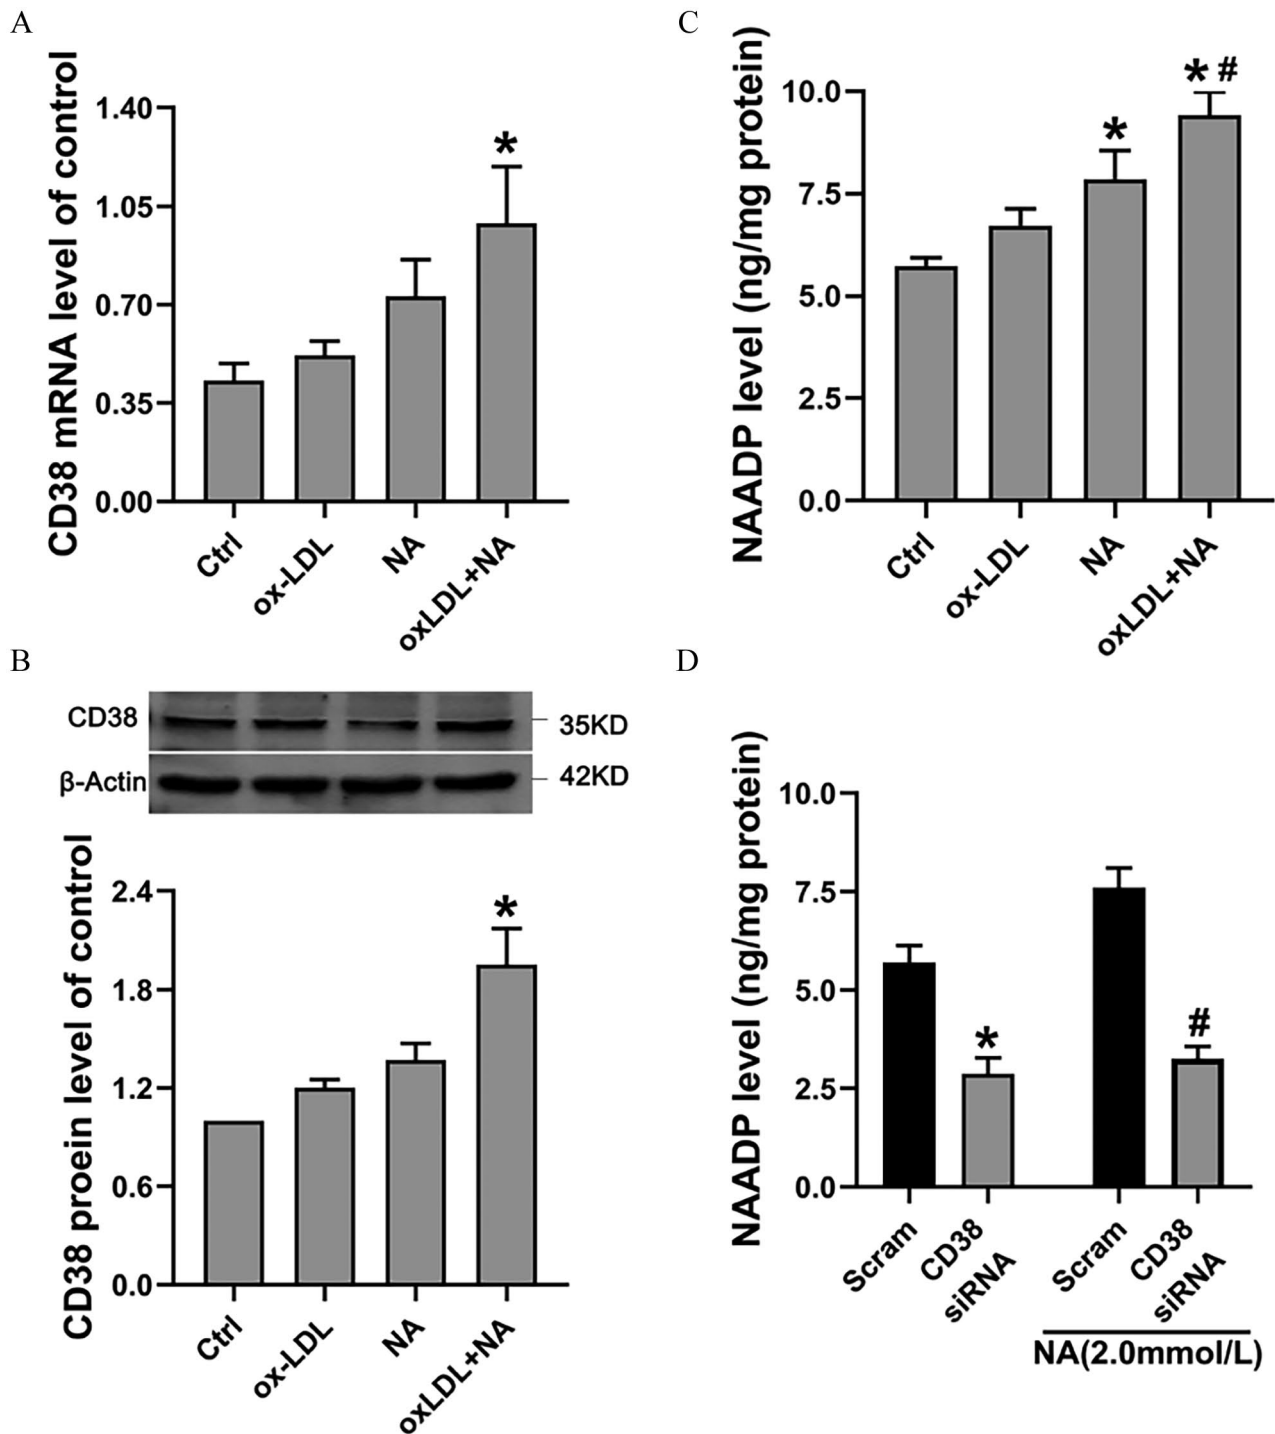 A
CD38 mRNA level of control
1.40
1.05
0.70
0.35
0.00
*
Ctrl
ox-LDL
NA
oxLDL+NA
C
NAADP level (ng/mg protein)
10.0
7.5
5.0
2.5
0.0
*
* #
Ctrl
ox-LDL
NA
oxLDL+NA
B
CD38
35KD
β-Actin
42KD
CD38 proein level of control
2.4
1.8
1.2
0.6
0.0
*
Ctrl
ox-LDL
NA
oxLDL+NA
D
NAADP level (ng/mg protein)
10.0
7.5
5.0
2.5
0.0
*
#
Scram
CD38
siRNA
Scram
CD38
siRNA
NA(2.0mmol/L)